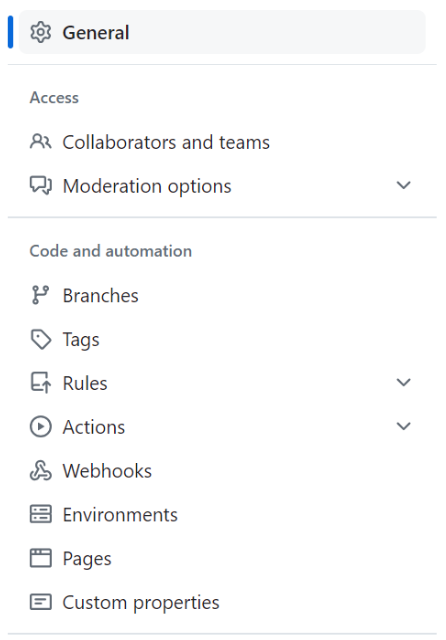 General
Access
Collaborators and teams
Moderation options
Code and automation
Branches
Tags
Rules
Actions
Webhooks
Environments
Pages
Custom properties